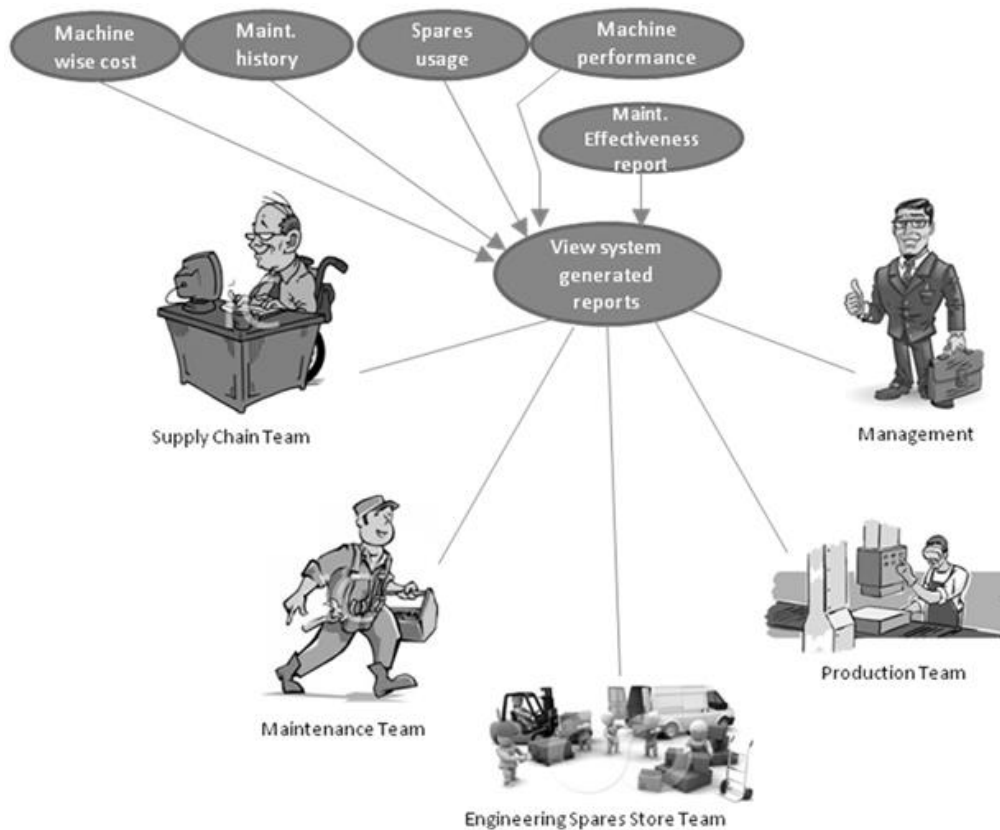 Machine
wise cost
Maint.
history
Spares
usage
Machine
performance
Maint.
Effectiveness
report
View system
generated
reports
Supply Chain Team
Management
Maintenance Team
Production Team
Engineering Spares Store Team